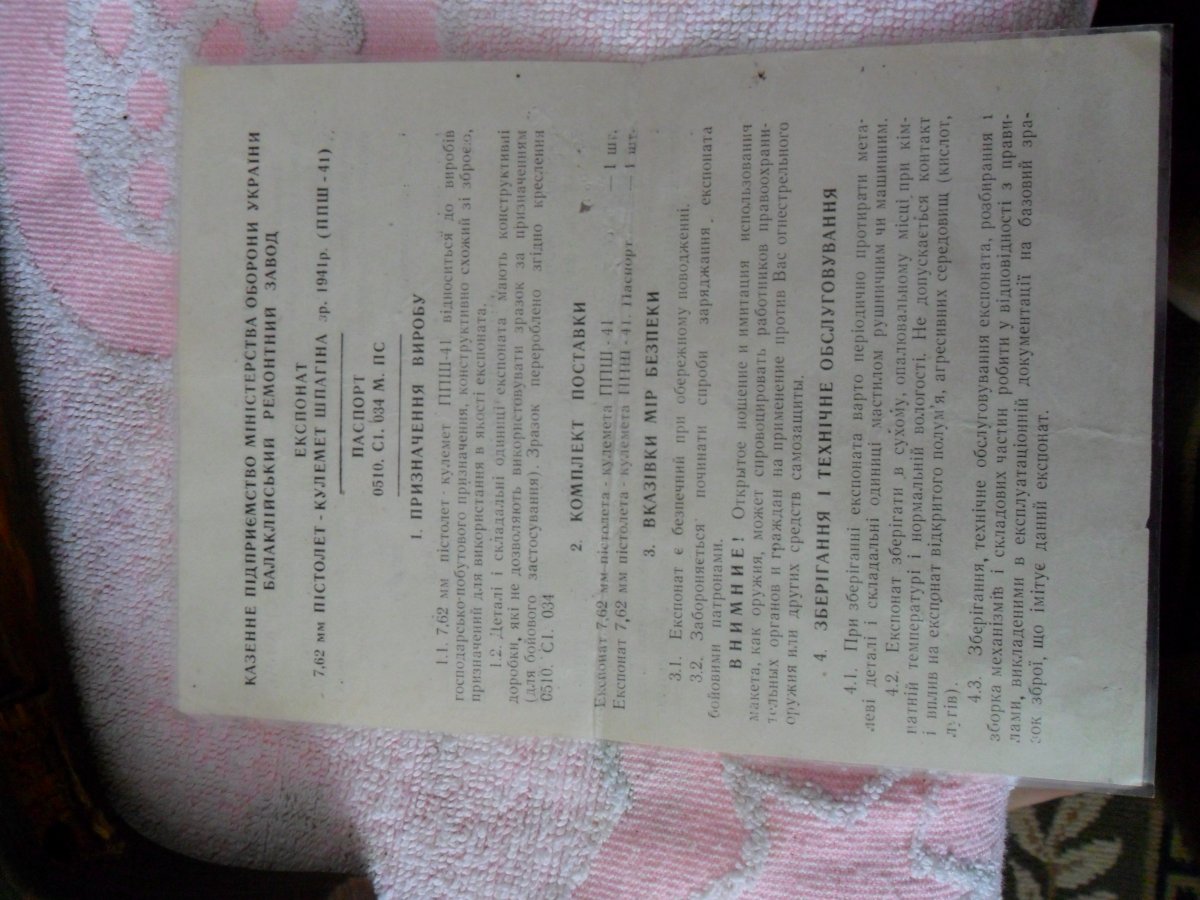 КАЗЕННЕ ПІДПРИЄМСТВО МІНІСТЕРСТВА ОБОРОНИ УКРАЇНИ
БАЛАКЛІЙСЬКИЙ РЕМОНТНИЙ ЗАВОД
ЕКСПОНАТ
7,62 мм ПІСТОЛЕТ - КУЛЕМЕТ ШПАГІНА зр. 1941р. (ППШ - 41)
ПАСПОРТ
0510. СІ. 034 М. ПС
1. ПРИЗНАЧЕННЯ ВИРОБУ
1.1. 7,62 мм пістолет - кулемет ППШ-41 відноситься до виробів
господарсько-побутового призначення, конструктивно схожий зі зброєю,
призначений для використання в якості експоната.
1.2. Деталі і складальні одиниці експоната мають конструктивні
доробки, які не дозволяють використовувати зразок за призначенням
(для бойового застосування). Зразок перероблено згідно креслення
0510. СІ. 034
2. КОМПЛЕКТ ПОСТАВКИ
Експонат 7,62 мм пістолета - кулемета ППШ - 41 — 1 шт.
Експонат 7,62 мм пістолета - кулемета ППШ - 41. Паспорт — 1 шт.
3. ВКАЗІВКИ МІР БЕЗПЕКИ
3.1. Експонат є безпечний при обережному поводженні.
3.2. Забороняється починати спроби заряджання експоната
бойовими патронами.
ВНИМНИЕ! Открытое ношение и имитация использования
макета, как оружия, может спровоцировать работников правоохрани-
тельных органов и граждан на применение против Вас огнестрельного
оружия или других средств самозащиты.
4. ЗБЕРІГАННЯ І ТЕХНІЧНЕ ОБСЛУГОВУВАННЯ
4.1. При зберіганні експоната варто періодично протирати мета-
леві деталі і складальні одиниці мастилом рушничним чи машинним.
4.2. Експонат зберігати в сухому, опалювальному місці при кім-
натній температурі і нормальній вологості. Не допускається контакт
і вплив на експонат відкритого полум'я, агресивних середовищ (кислот,
лугів).
4.3. Зберігання, технічне обслуговування експоната, розбирання і
зборка механізмів і складових частин робити у відповідності з прави-
лами, викладеними в експлуатаційній документації на базовий зра-
зок зброї, що імітує даний експонат.